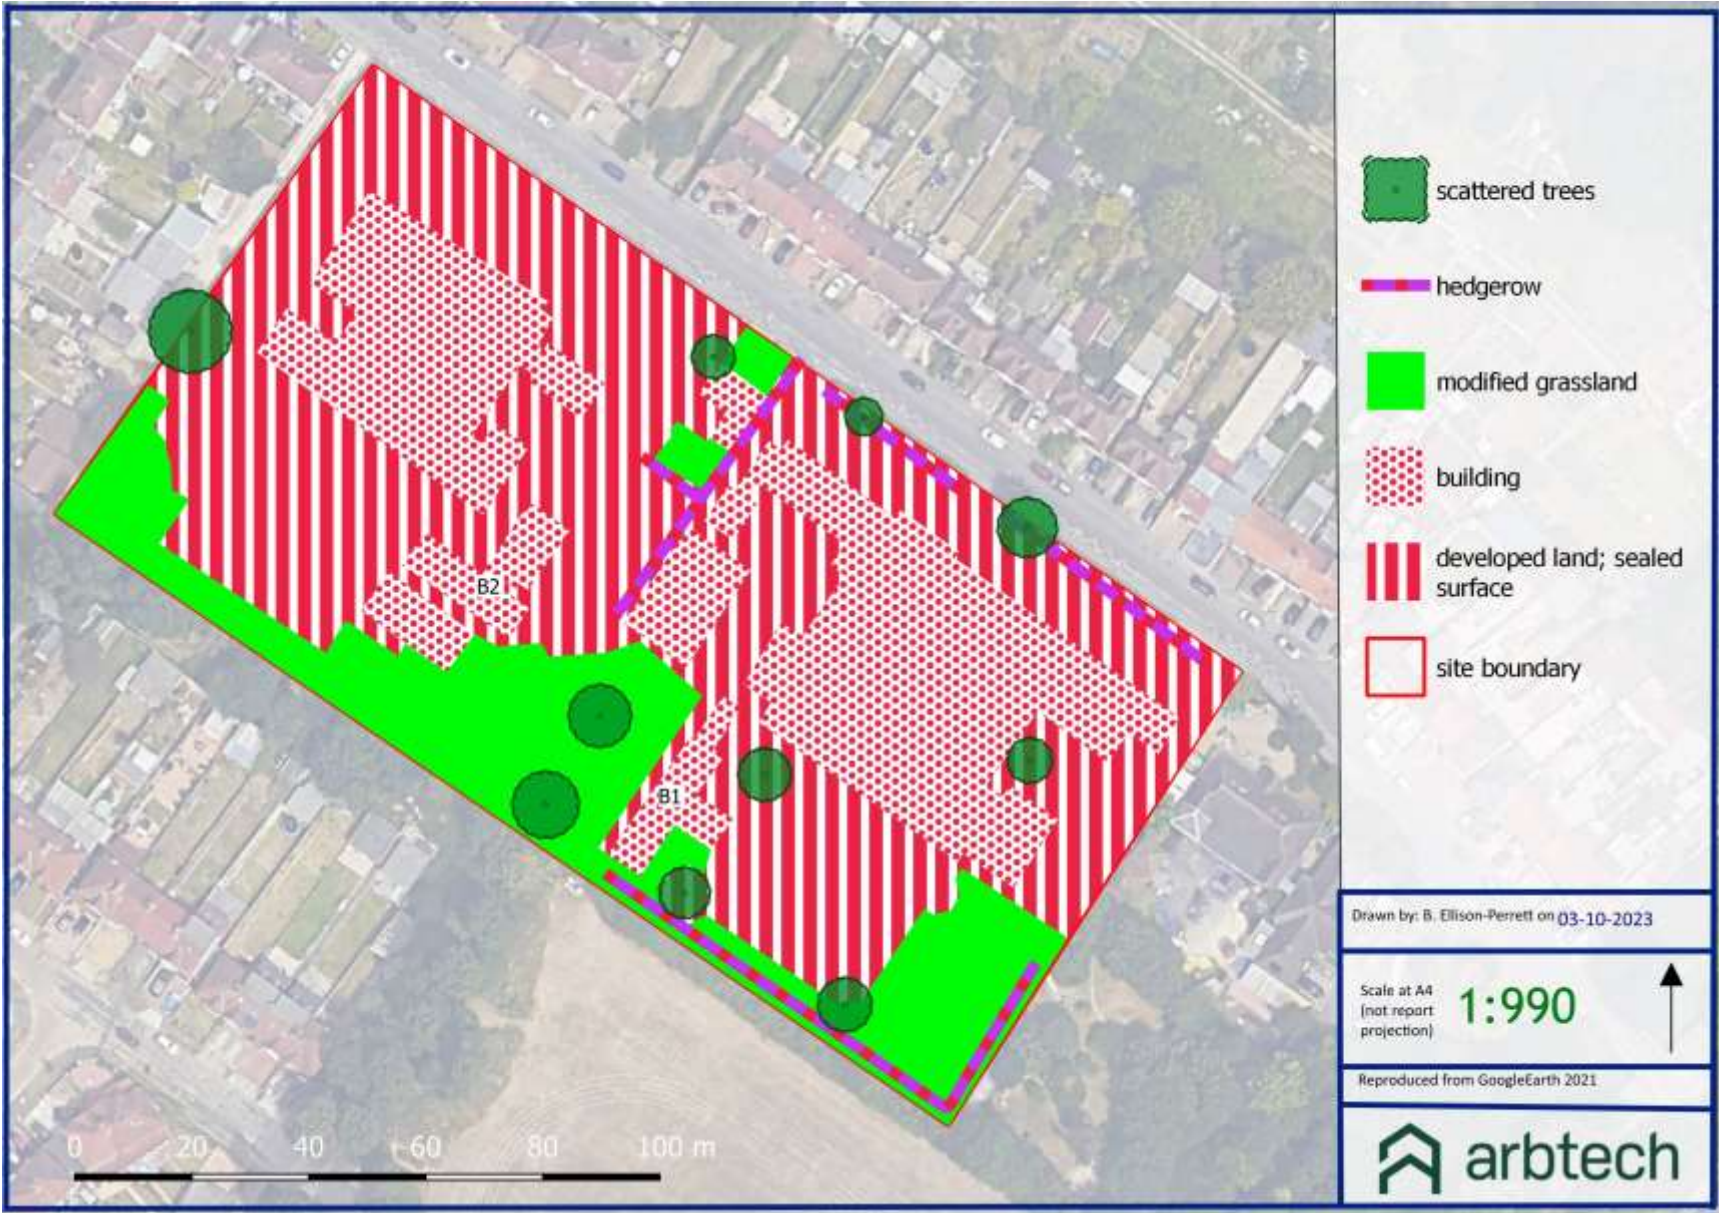 scattered trees
hedgerow
modified grassland
building
developed land; sealed
surface
site boundary
B2
B1
Drawn by: B. Ellison-Perrett on 03-10-2023
Scale at A4
(not report
projection)
1:990
Reproduced from GoogleEarth 2021
0 20 40 60 80 100 m
arbtech